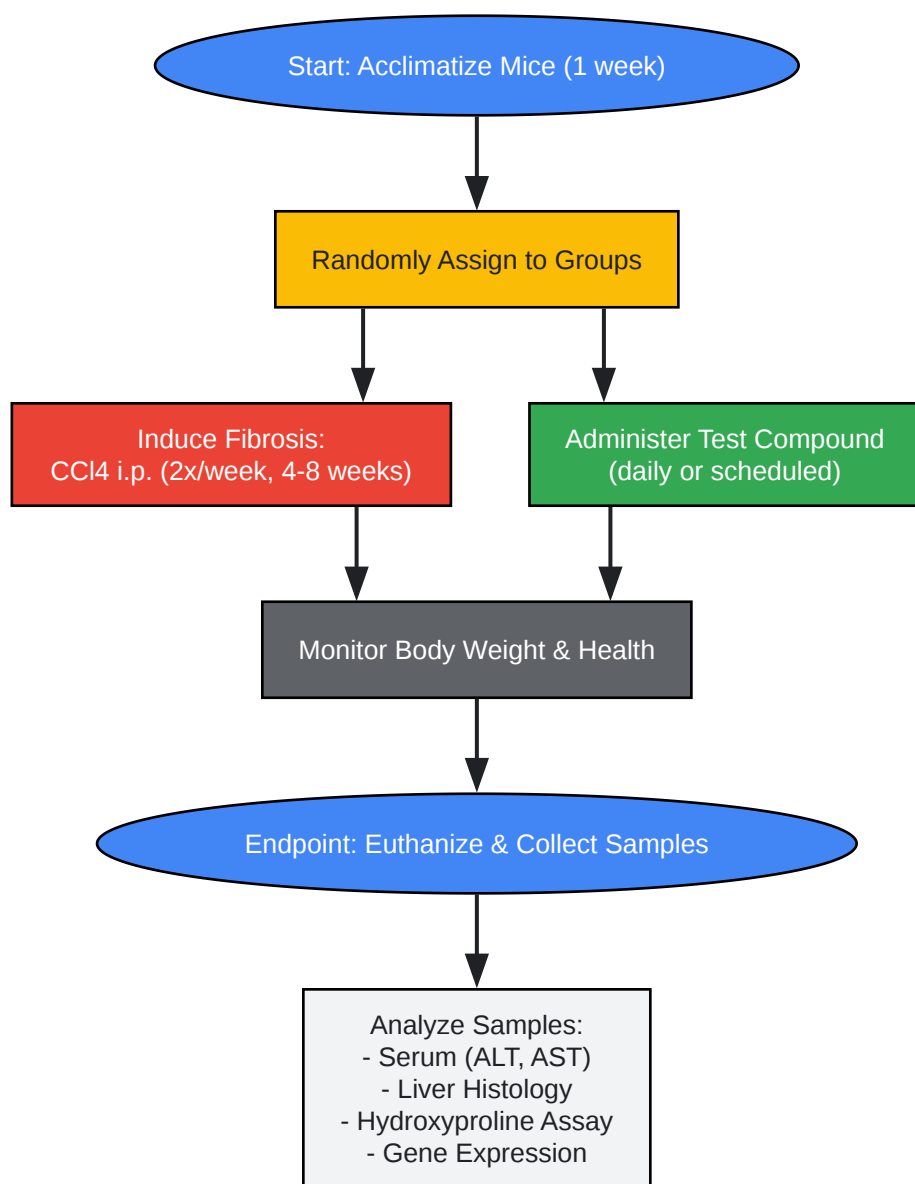 Start: Acclimatize Mice (1 week)
Randomly Assign to Groups
Induce Fibrosis:
CCl4 i.p. (2x/week, 4-8 weeks)
Administer Test Compound
(daily or scheduled)
Monitor Body Weight & Health
Endpoint: Euthanize & Collect Samples
Analyze Samples:
- Serum (ALT, AST)
- Liver Histology
- Hydroxyproline Assay
- Gene Expression